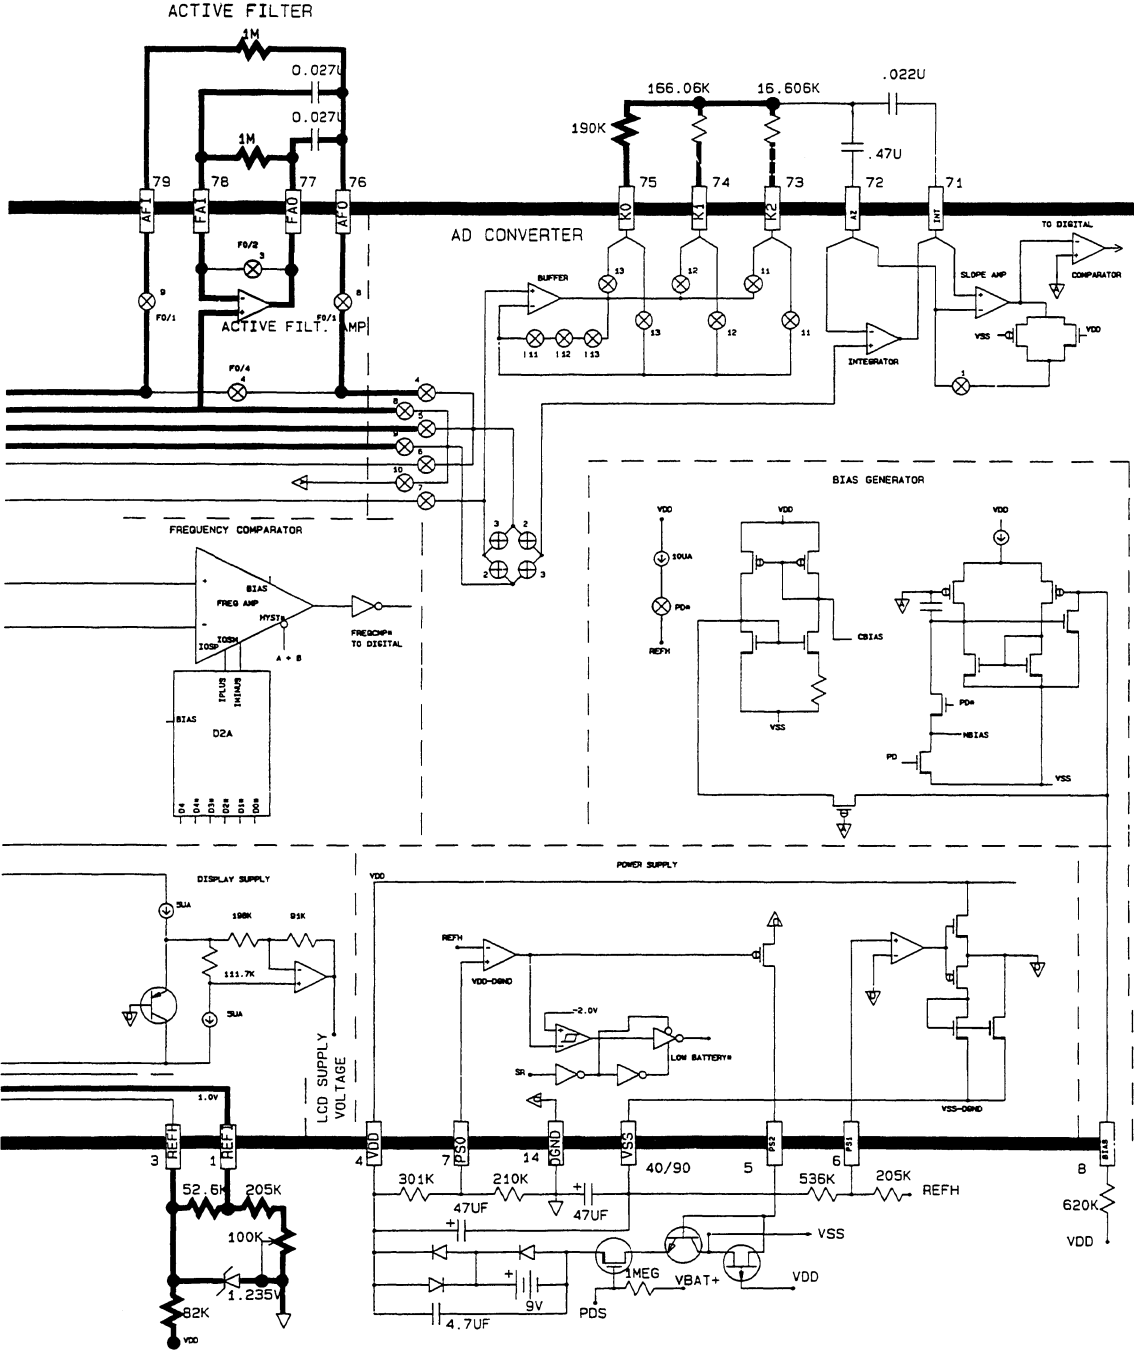 ACTIVE FILTER
1M
0.027U
0.027U
1M
79
78
77
76
AFI
FAI
FAO
AFO
F0/2
3
9
F0/1
8
F0/1
ACTIVE FILT. AMP
F0/4
4
4
8
5
9
6
10
7
166.06K
16.606K
.022U
190K
.47U
75
74
73
72
71
K0
K1
K2
AZ
INT
AD CONVERTER
BUFFER
13
12
11
13
12
11
I11
I12
I13
INTEGRATOR
SLOPE AMP
TO DIGITAL
COMPARATOR
VSS
VDD
1
3
2
2
3
FREQUENCY COMPARATOR
BIAS
FREQ AMP
HYST*
IOSM
IOSP
A + B
FREQCMP*
TO DIGITAL
IPLUS
IMINUS
BIAS
D2A
D4
D4*
D3*
D2*
D1*
D0*
BIAS GENERATOR
VDD
10UA
PD*
REFH
VDD
CBIAS
VSS
VDD
A
PD*
NBIAS
PD
VSS
A
DISPLAY SUPPLY
5UA
198K
91K
111.7K
5UA
D
LCD SUPPLY
VOLTAGE
POWER SUPPLY
VDD
REFH
VDD-DGND
-2.0V
SR
LOW BATTERY*
VSS-DGND
1.0V
REFH
REFI
VDD
PS0
DGND
VSS
PS2
PS1
BIAS
3
1
4
7
14
40/90
5
6
8
52.6K
205K
100K
1.235V
82K
VDD
301K
210K
47UF
47UF
536K
205K
REFH
620K
VDD
VSS
1MEG
VBAT+
VDD
PDS
9V
4.7UF